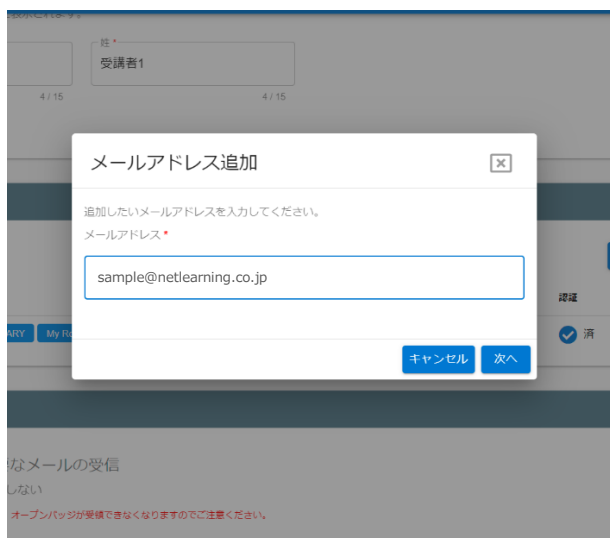 姓 *
受講者1
4 / 15
4 / 15
メールアドレス追加
追加したいメールアドレスを入力してください。
メールアドレス *
sample@netlearning.co.jp
認証
ARY
My Ro
済
キャンセル
次へ
なメールの受信
しない
オープンバッジが受領できなくなりますのでご注意ください。